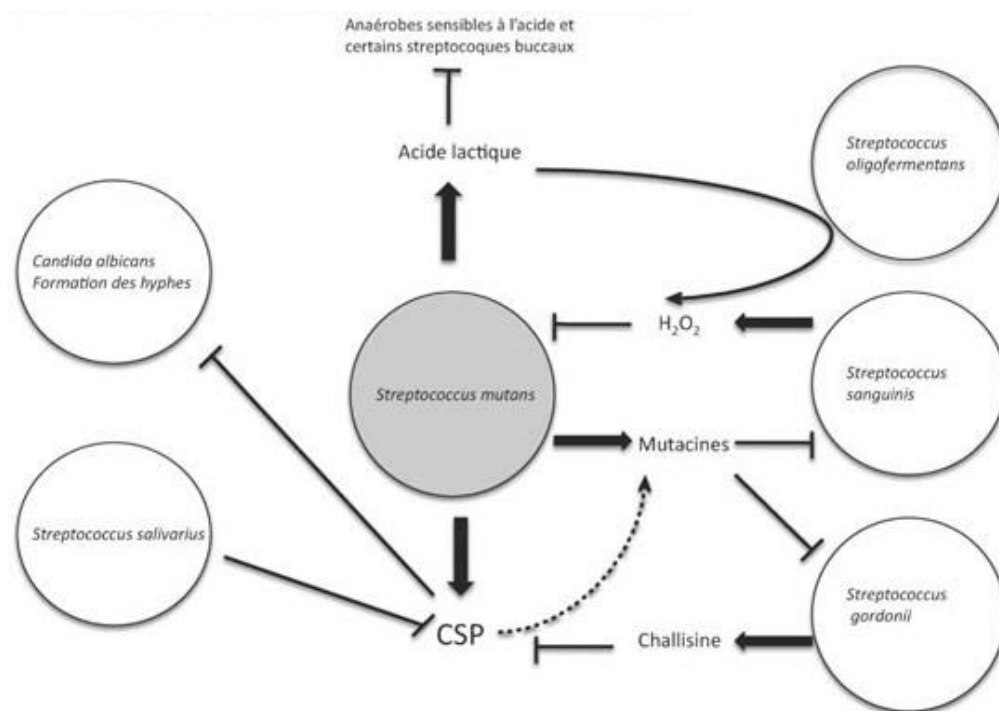 Anaérobes sensibles à l'acide et
certains streptocoques buccaux
Acide lactique
Streptococcus
oligofermentans
Candida albicans
Formation des hyphes
H₂O₂
Streptococcus mutans
Streptococcus
sanguinis
Mutacines
Streptococcus salivarius
Streptococcus
gordonii
CSP
Challisine